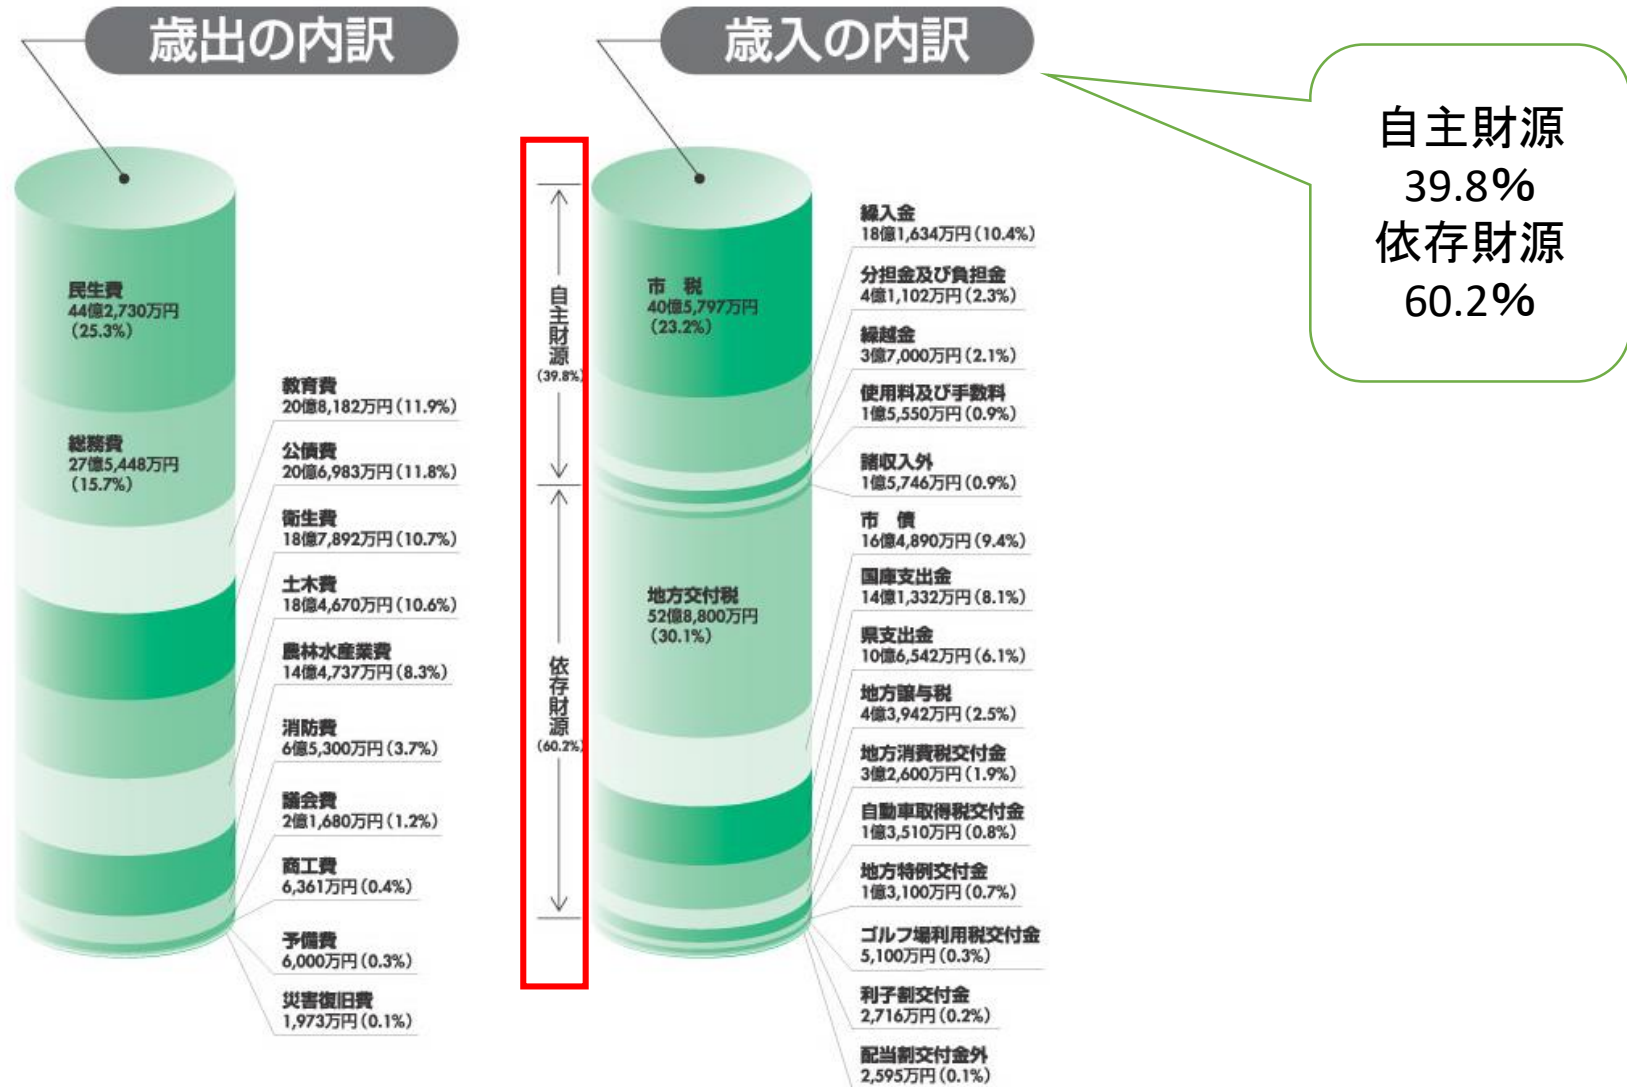 歳出の内訳
民生費
44億2,730万円
(25.3%)
総務費
27億5,448万円
(15.7%)
教育費
20億8,182万円(11.9%)
公債費
20億6,983万円(11.8%)
衛生費
18億7,892万円(10.7%)
土木費
18億4,670万円(10.6%)
農林水産業費
14億4,737万円(8.3%)
消防費
6億5,300万円(3.7%)
議会費
2億1,680万円(1.2%)
商工費
6,361万円(0.4%)
予備費
6,000万円(0.3%)
災害復旧費
1,973万円(0.1%)
歳入の内訳
自主財源
(39.8%)
依存財源
(60.2%)
市 税
40億5,797万円
(23.2%)
地方交付税
52億8,800万円
(30.1%)
繰入金
18億1,634万円(10.4%)
分担金及び負担金
4億1,102万円(2.3%)
繰越金
3億7,000万円(2.1%)
使用料及び手数料
1億5,550万円(0.9%)
諸収入外
1億5,746万円(0.9%)
市 債
16億4,890万円(9.4%)
国庫支出金
14億1,332万円(8.1%)
県支出金
10億6,542万円(6.1%)
地方譲与税
4億3,942万円(2.5%)
地方消費税交付金
3億2,600万円(1.9%)
自動車取得税交付金
1億3,510万円(0.8%)
地方特例交付金
1億3,100万円(0.7%)
ゴルフ場利用税交付金
5,100万円(0.3%)
利子割交付金
2,716万円(0.2%)
配当割交付金外
2,595万円(0.1%)
自主財源
39.8%
依存財源
60.2%